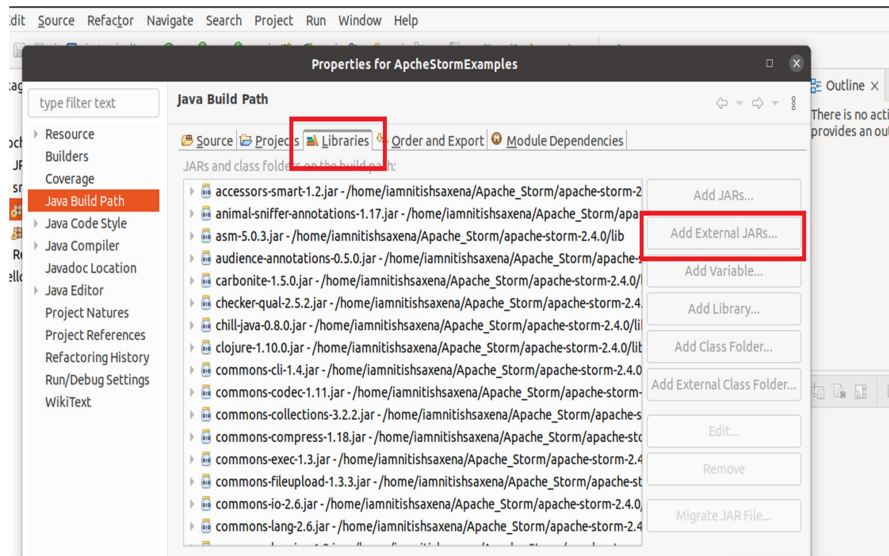 dit Source Refactor Navigate Search Project Run Window Help
Properties for ApcheStormExamples
type filter text
Resource
Builders
Coverage
Java Build Path
Java Code Style
Java Compiler
Javadoc Location
Java Editor
Project Natures
Project References
Refactoring History
Run/Debug Settings
WikiText
Java Build Path
Source Projects Libraries Order and Export Module Dependencies
JARs and class folders on the build path:
accessors-smart-1.2.jar - /home/iamnitishsaxena/Apache_Storm/apache-storm-2
animal-sniffer-annotations-1.17.jar - /home/iamnitishsaxena/Apache_Storm/apa
asm-5.0.3.jar - /home/iamnitishsaxena/Apache_Storm/apache-storm-2.4.0/lib
audience-annotations-0.5.0.jar - /home/iamnitishsaxena/Apache_Storm/apache-s
carbonite-1.5.0.jar - /home/iamnitishsaxena/Apache_Storm/apache-storm-2.4.0/l
checker-qual-2.5.2.jar - /home/iamnitishsaxena/Apache_Storm/apache-storm-2.4.
chill-java-0.8.0.jar - /home/iamnitishsaxena/Apache_Storm/apache-storm-2.4.0/li
clojure-1.10.0.jar - /home/iamnitishsaxena/Apache_Storm/apache-storm-2.4.0/lib
commons-cli-1.4.jar - /home/iamnitishsaxena/Apache_Storm/apache-storm-2.4.0
commons-codec-1.11.jar - /home/iamnitishsaxena/Apache_Storm/apache-storm-
commons-collections-3.2.2.jar - /home/iamnitishsaxena/Apache_Storm/apache-s
commons-compress-1.18.jar - /home/iamnitishsaxena/Apache_Storm/apache-sto
commons-exec-1.3.jar - /home/iamnitishsaxena/Apache_Storm/apache-storm-2.4
commons-fileupload-1.3.3.jar - /home/iamnitishsaxena/Apache_Storm/apache-st
commons-io-2.6.jar - /home/iamnitishsaxena/Apache_Storm/apache-storm-2.4.0,
commons-lang-2.6.jar - /home/iamnitishsaxena/Apache_Storm/apache-storm-2.4
Add JARs...
Add External JARs...
Add Variable...
Add Library...
Add Class Folder...
Add External Class Folder...
Edit...
Remove
Migrate JAR File...
Outline
There is no acti
provides an ou